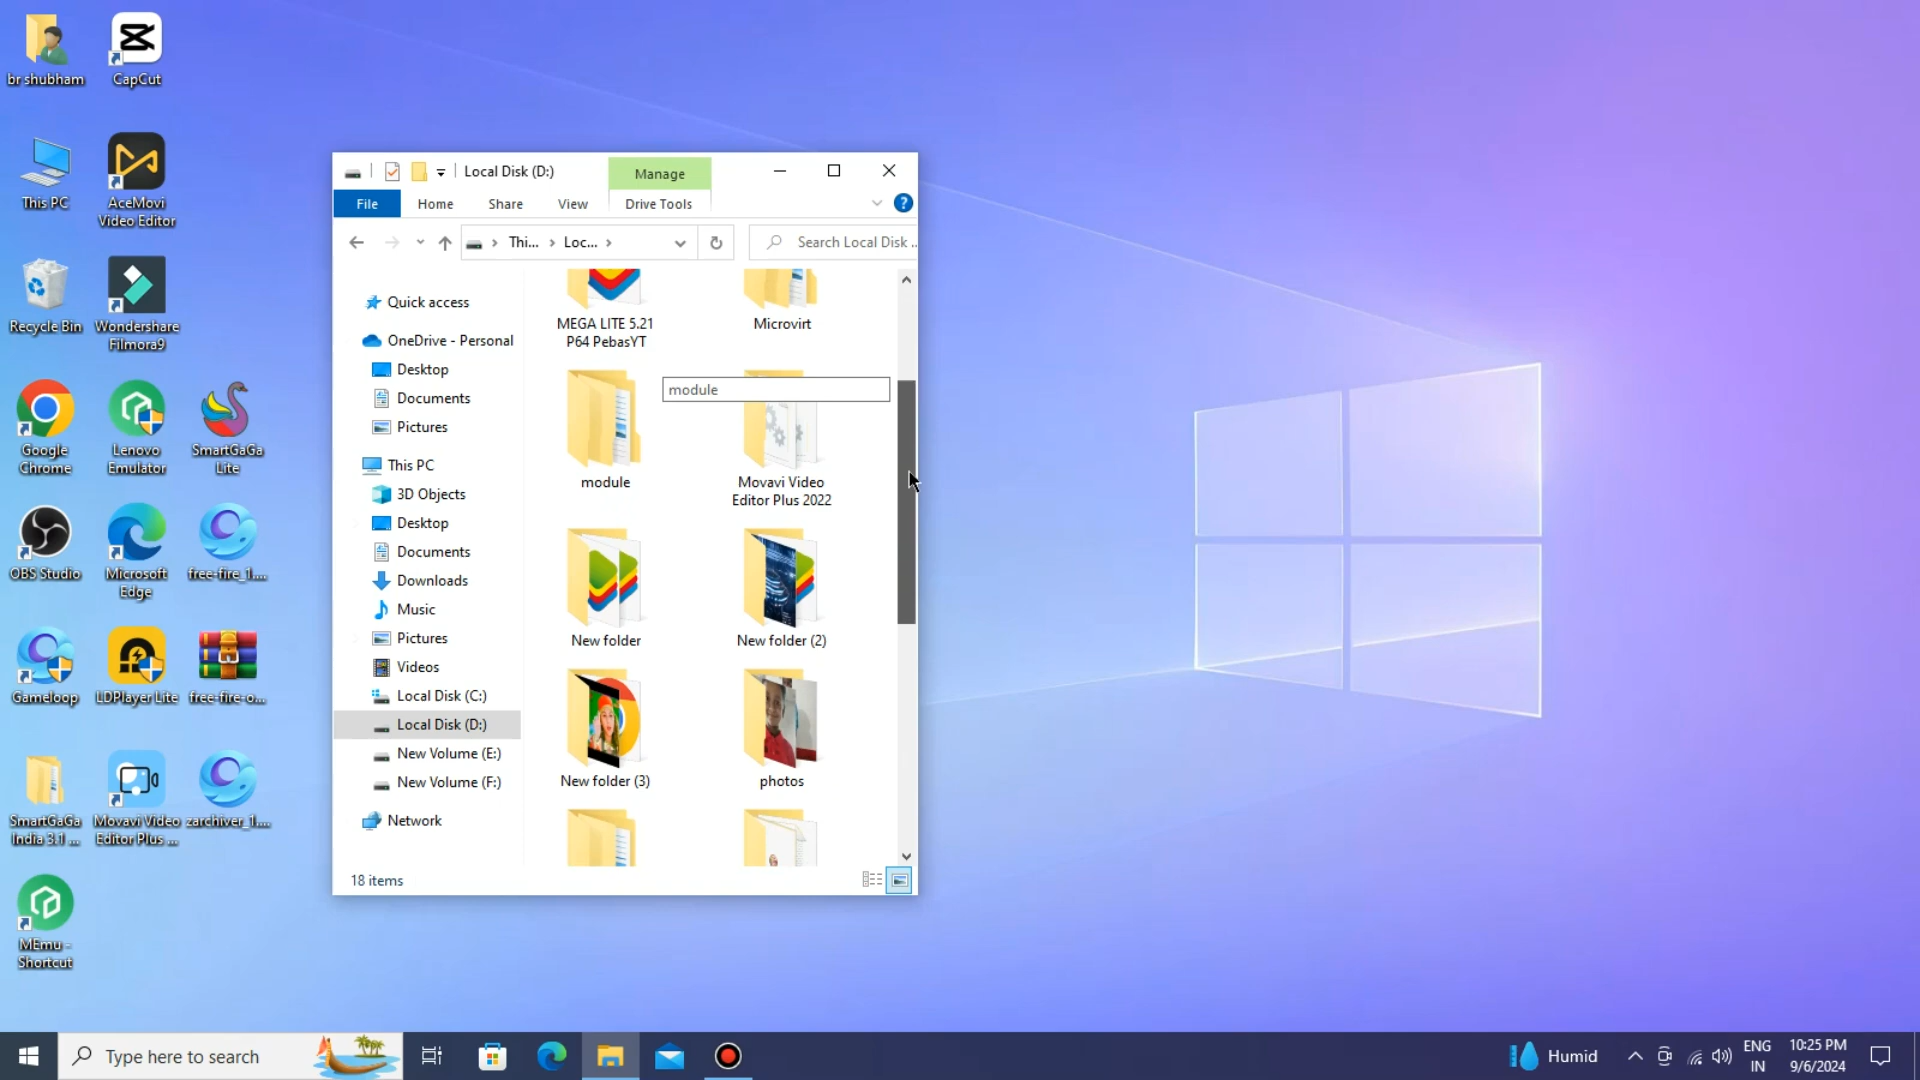 br shubham
CapCut
This PC
AceMovi
Video Editor
Recycle Bin
Wondershare
Filmora9
Google
Chrome
Lenovo
Emulator
SmartGaGa
Lite
OBS Studio
Microsoft
Edge
free-fire_1....
Gameloop
LDPlayer Lite
free-fire-o...
SmartGaGa
India 3.1 ...
Movavi Video
Editor Plus ...
zarchiver_1....
MEmu -
Shortcut
Local Disk (D:)
Manage
File
Home
Share
View
Drive Tools
Thi...
Loc...
Search Local Disk ..
Quick access
OneDrive - Personal
Desktop
Documents
Pictures
This PC
3D Objects
Desktop
Documents
Downloads
Music
Pictures
Videos
Local Disk (C:)
Local Disk (D:)
New Volume (E:)
New Volume (F:)
Network
MEGA LITE 5.21
P64 PebasYT
Microvirt
module
module
Movavi Video
Editor Plus 2022
New folder
New folder (2)
New folder (3)
photos
18 items
Type here to search
Humid
ENG
IN
10:25 PM
9/6/2024